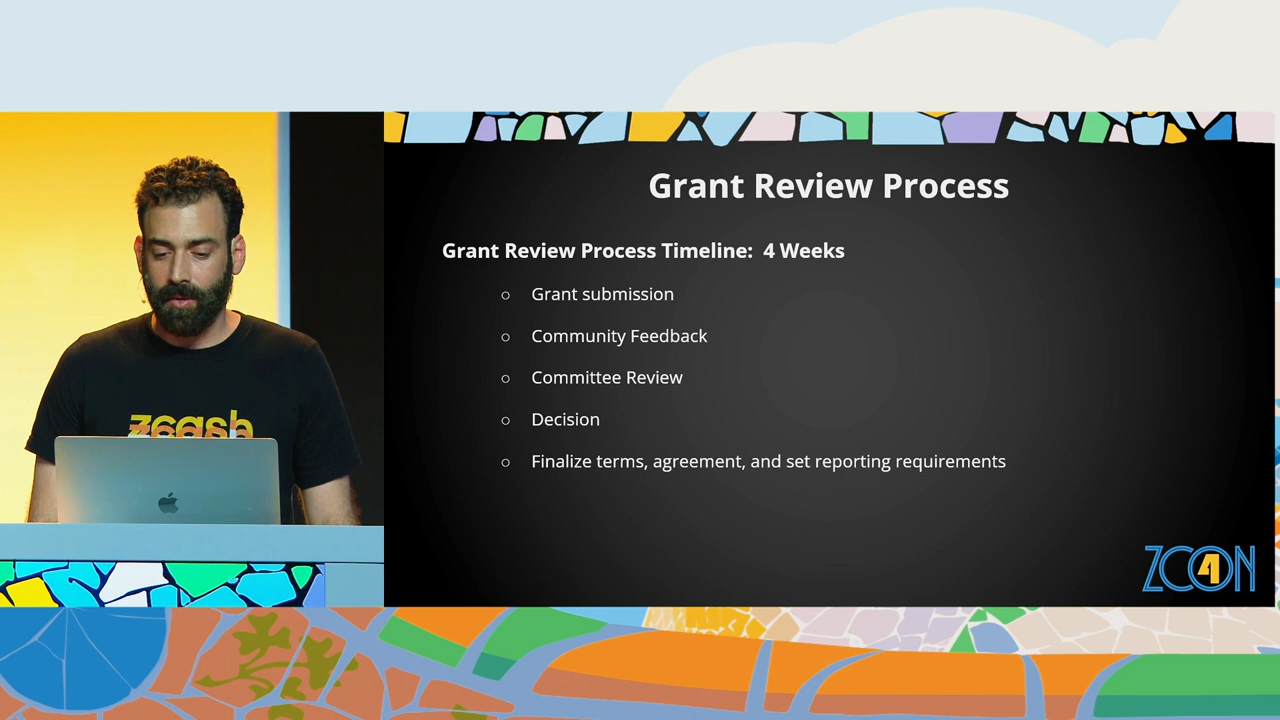 Grant Review Process
Grant Review Process Timeline: 4 Weeks
Grant submission
Community Feedback
Committee Review
Decision
Finalize terms, agreement, and set reporting requirements
zcash
ZCON4